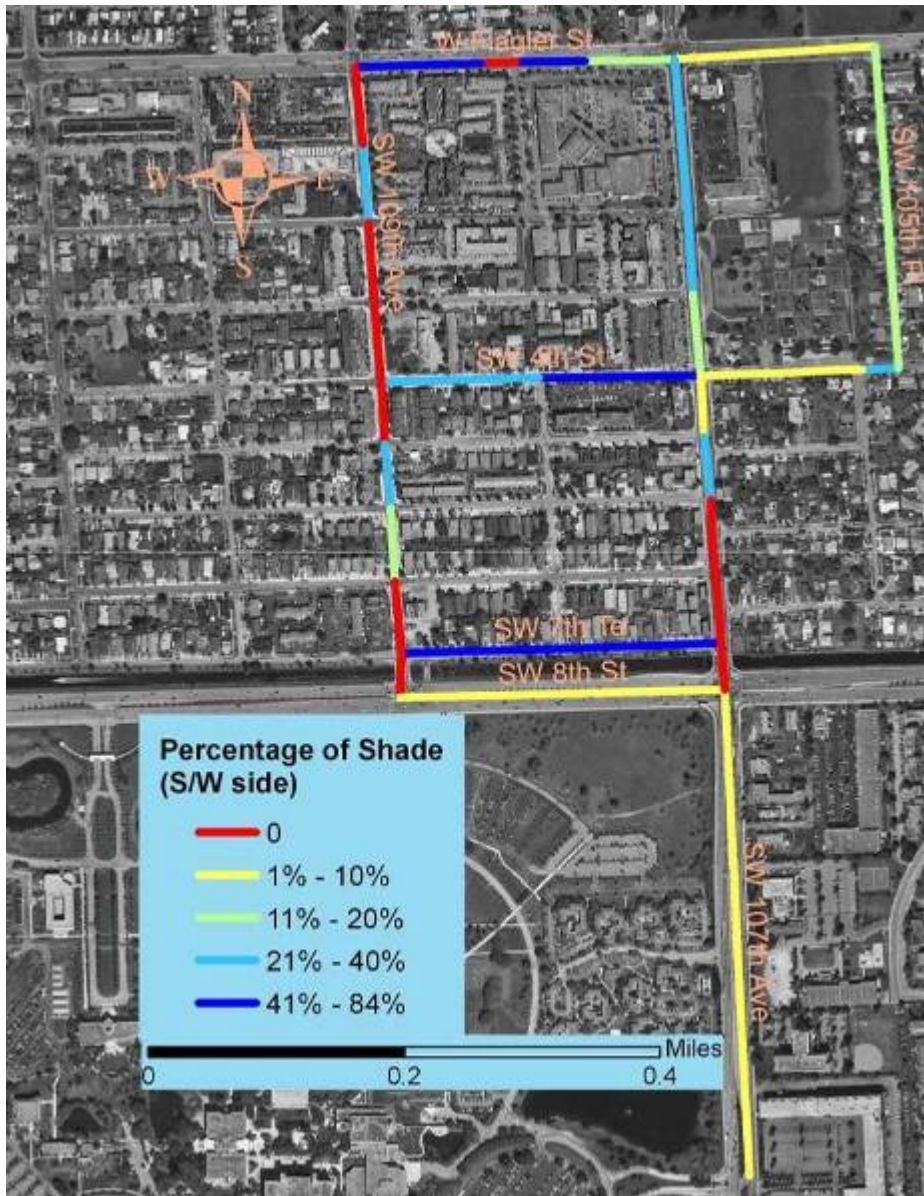 W Flagler St
N
W
E
S
SW 109th Ave
SW 105th Pl
SW 4th St
SW 7th Te
SW 8th St
SW 107th Ave
Percentage of Shade
(S/W side)
0
1% - 10%
11% - 20%
21% - 40%
41% - 84%
Miles
0 0.2 0.4